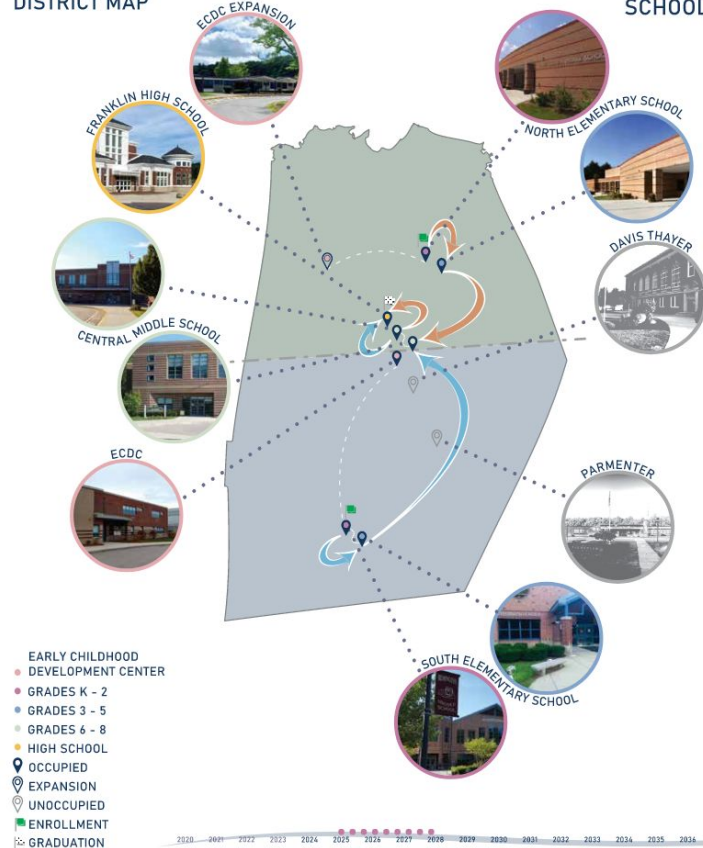 DISTRICT MAP
SCHOOL
ECDC EXPANSION
FRANKLIN HIGH SCHOOL
NORTH ELEMENTARY SCHOOL
DAVIS THAYER
CENTRAL MIDDLE SCHOOL
ECDC
PARMENTER
SOUTH ELEMENTARY SCHOOL
EARLY CHILDHOOD
DEVELOPMENT CENTER
GRADES K - 2
GRADES 3 - 5
GRADES 6 - 8
HIGH SCHOOL
OCCUPIED
EXPANSION
UNOCCUPIED
ENROLLMENT
GRADUATION
2020 2021 2022 2023 2024 2025 2026 2027 2028 2029 2030 2031 2032 2033 2034 2035 2036